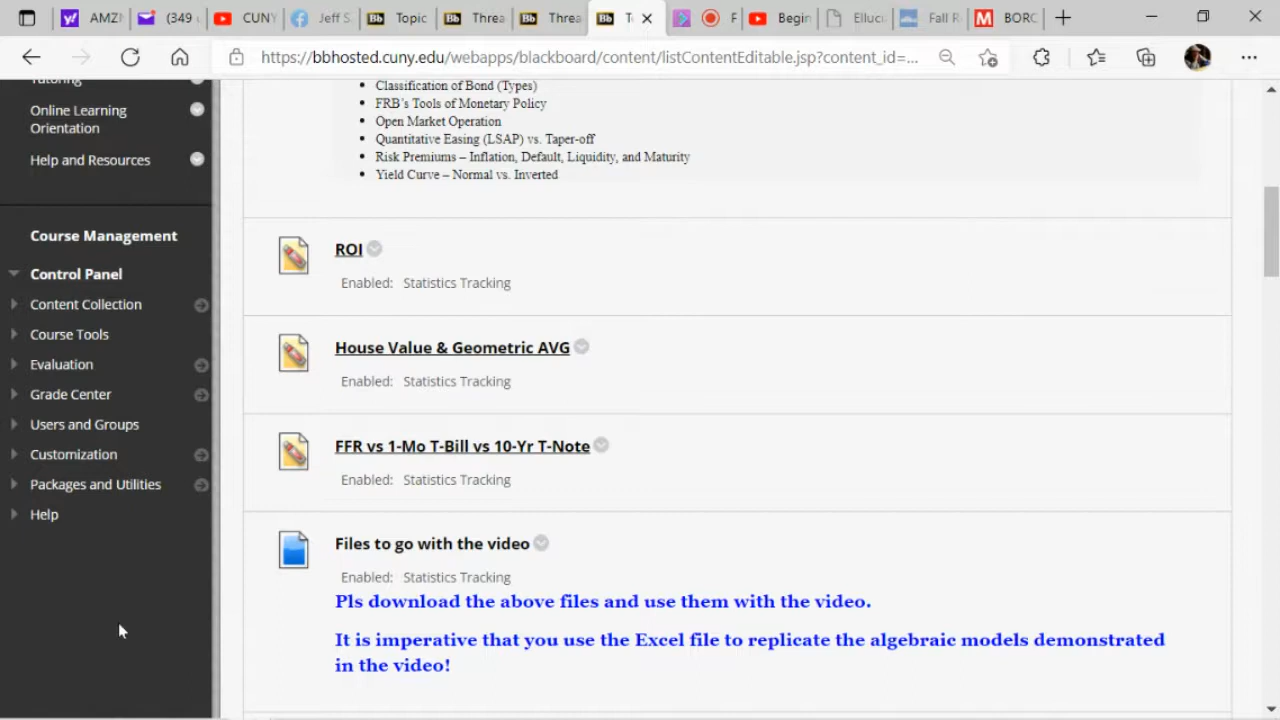 AMZN
(349
CUNY
Jeff S
Topic
Threa
Threa
T
F
Begin
Elluci
Fall R
BORC
https://bbhosted.cuny.edu/webapps/blackboard/content/listContentEditable.jsp?content_id=...
Tutoring
Online Learning
Orientation
Help and Resources
Course Management
Control Panel
Content Collection
Course Tools
Evaluation
Grade Center
Users and Groups
Customization
Packages and Utilities
Help
• Classification of Bond (Types)
• FRB's Tools of Monetary Policy
• Open Market Operation
• Quantitative Easing (LSAP) vs. Taper-off
• Risk Premiums – Inflation, Default, Liquidity, and Maturity
• Yield Curve – Normal vs. Inverted
ROI
Enabled: Statistics Tracking
House Value & Geometric AVG
Enabled: Statistics Tracking
FFR vs 1-Mo T-Bill vs 10-Yr T-Note
Enabled: Statistics Tracking
Files to go with the video
Enabled: Statistics Tracking
Pls download the above files and use them with the video.
It is imperative that you use the Excel file to replicate the algebraic models demonstrated
in the video!